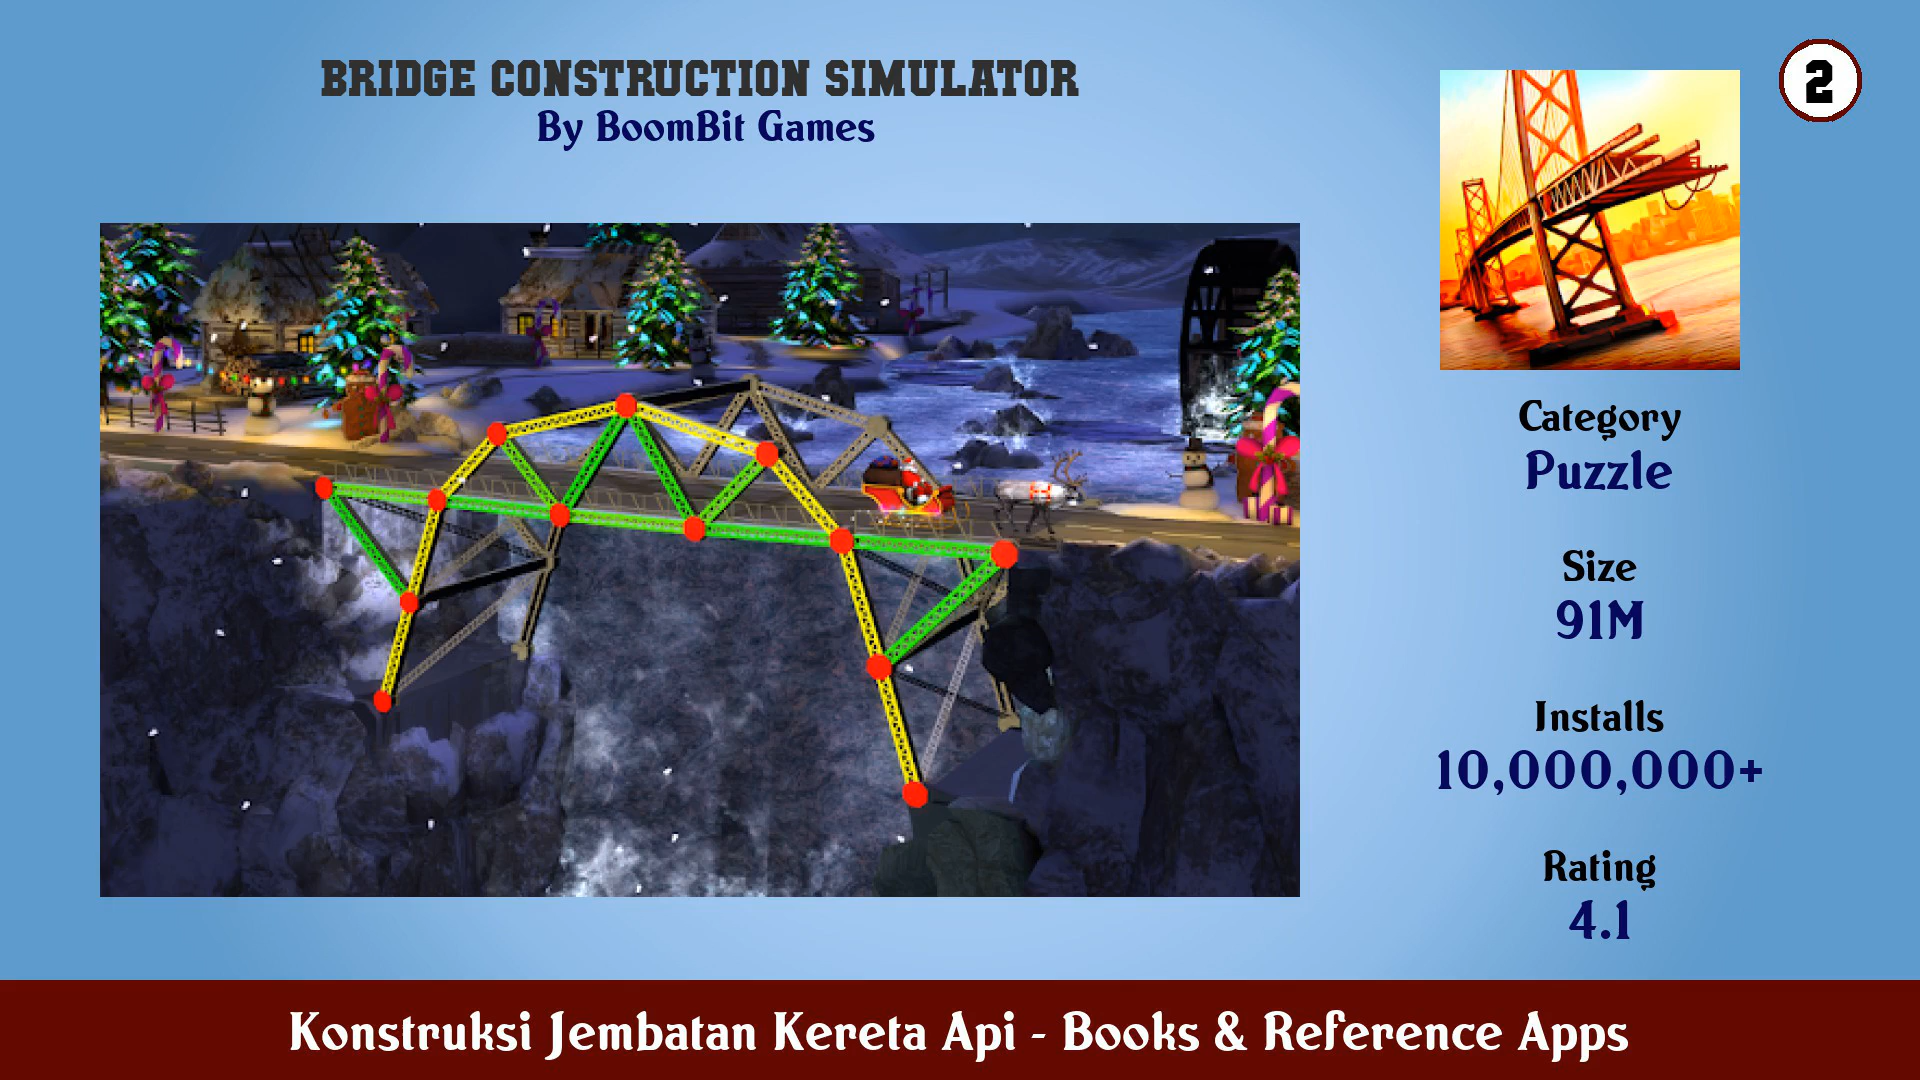 BRIDGE CONSTRUCTION SIMULATOR
By BoomBit Games
2
Category
Puzzle
Size
91M
Installs
10,000,000+
Rating
4.1
Konstruksi Jembatan Kereta Api - Books & Reference Apps